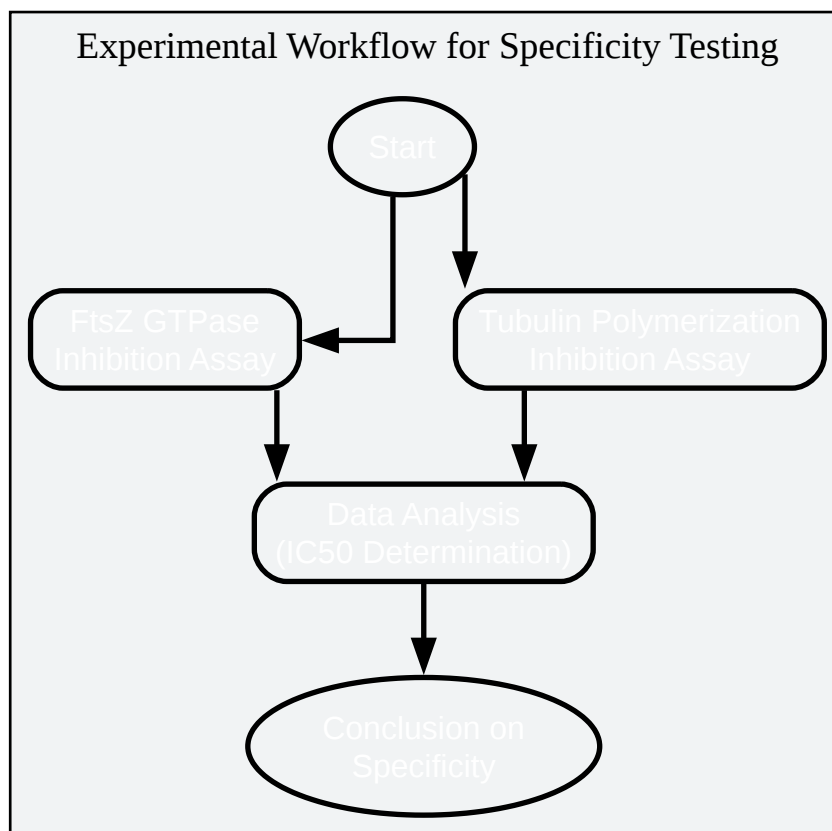 Experimental Workflow for Specificity Testing
Start
FtsZ GTPase
Inhibition Assay
Tubulin Polymerization
Inhibition Assay
Data Analysis
(IC50 Determination)
Conclusion on
Specificity